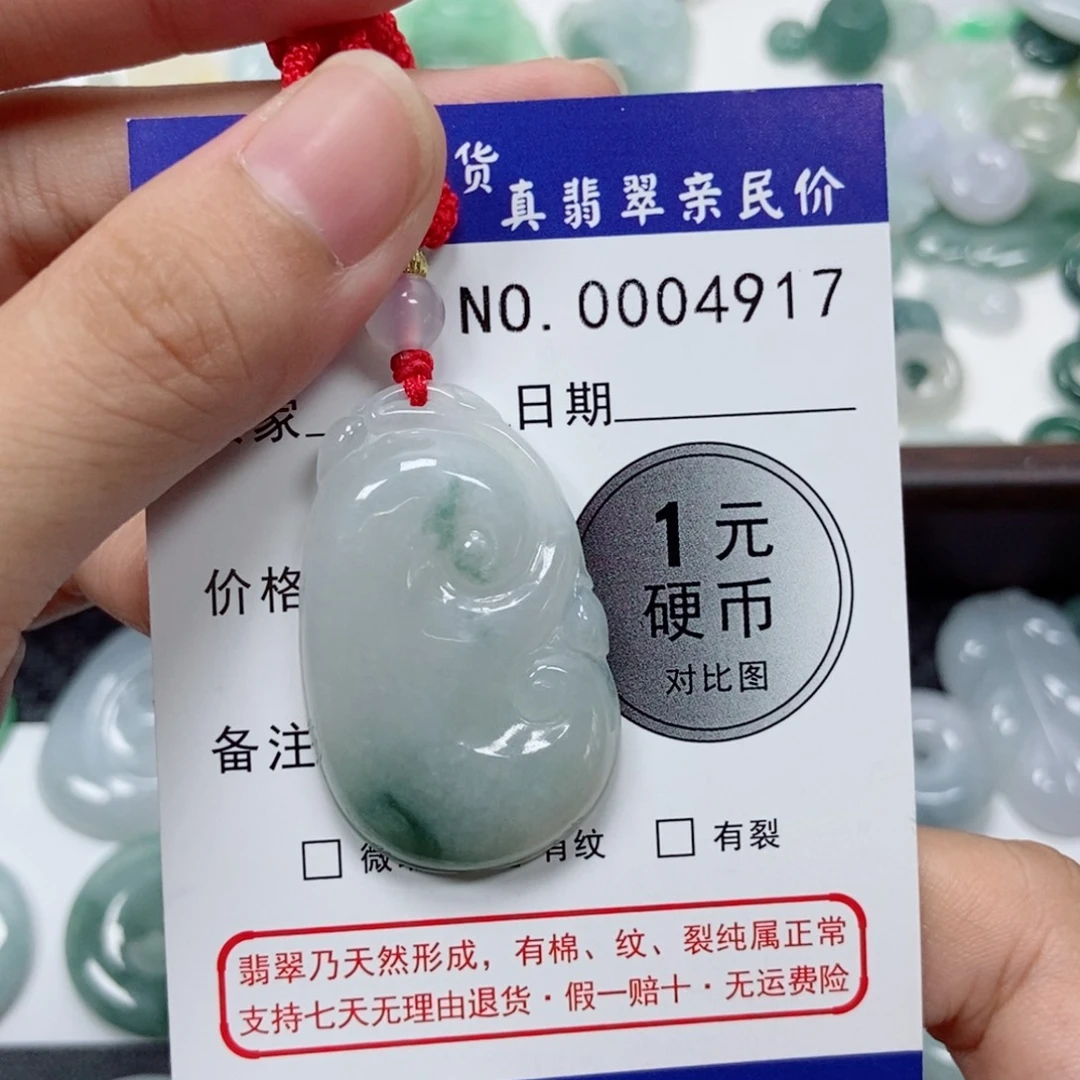 货
真翡翠亲民价
NO.0004917
家
日期
1元
硬币
对比图
价格
备注
微
有纹
有裂
翡翠乃天然形成，有棉、纹、裂纯属正常
支持七天无理由退货·假一赔十·无运费险